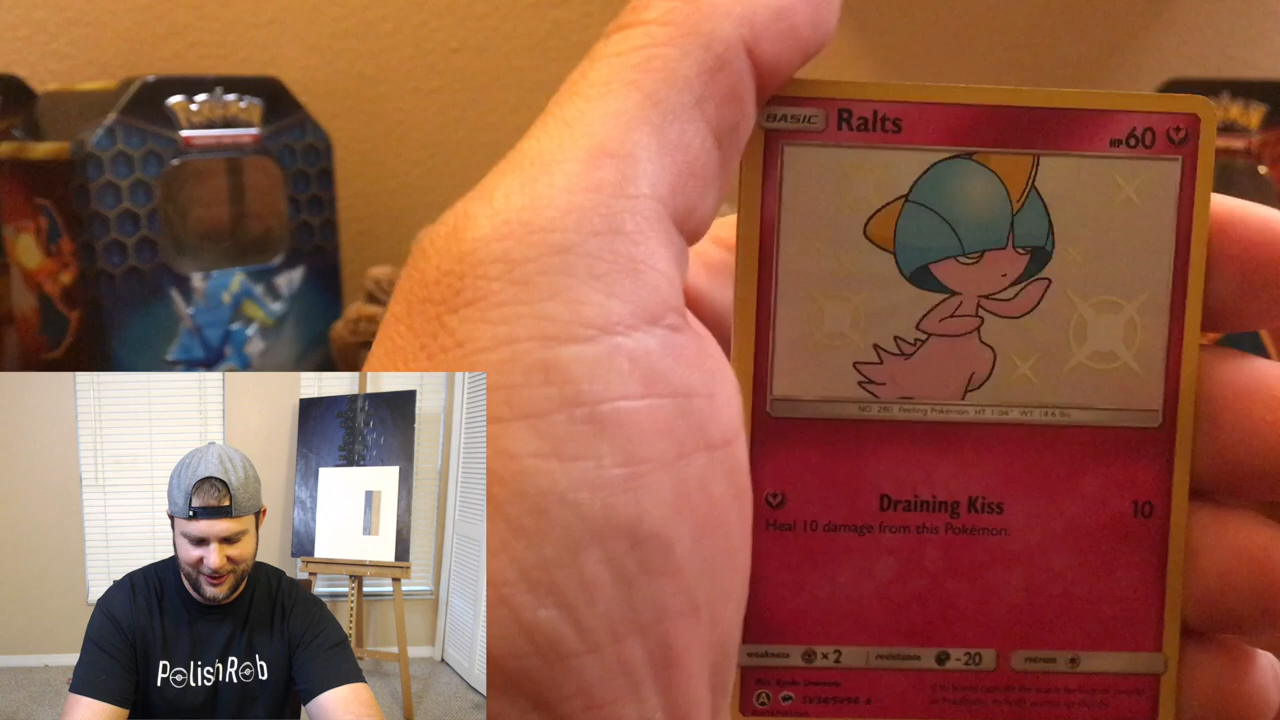 Pokémon
BASIC Ralts HP60
NO. 280 Feeling Pokémon HT: 1'04" WT: 14.6 lbs
Draining Kiss 10
Heal 10 damage from this Pokémon.
weakness ×2 resistance -20 retreat
A
PolishRob